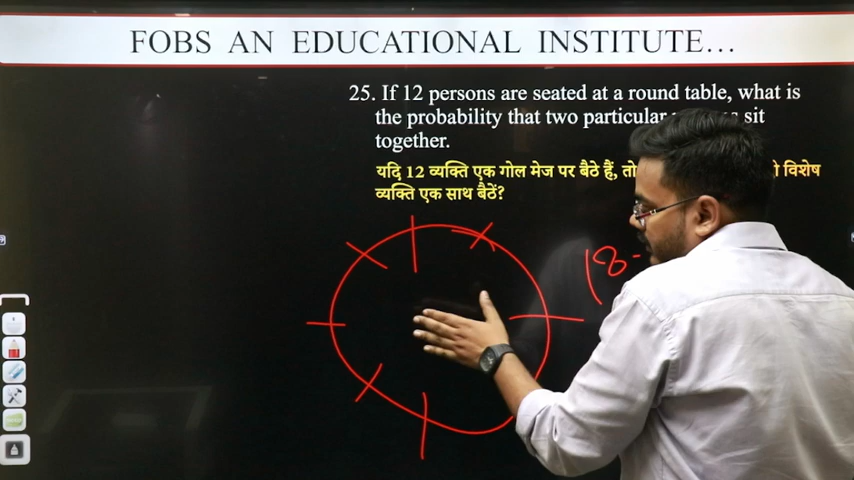 FOBS AN EDUCATIONAL INSTITUTE...
25. If 12 persons are seated at a round table, what is
the probability that two particular sit
together.
यदि 12 व्यक्ति एक गोल मेज पर बैठे हैं, विशेष
व्यक्ति एक साथ बैठें?